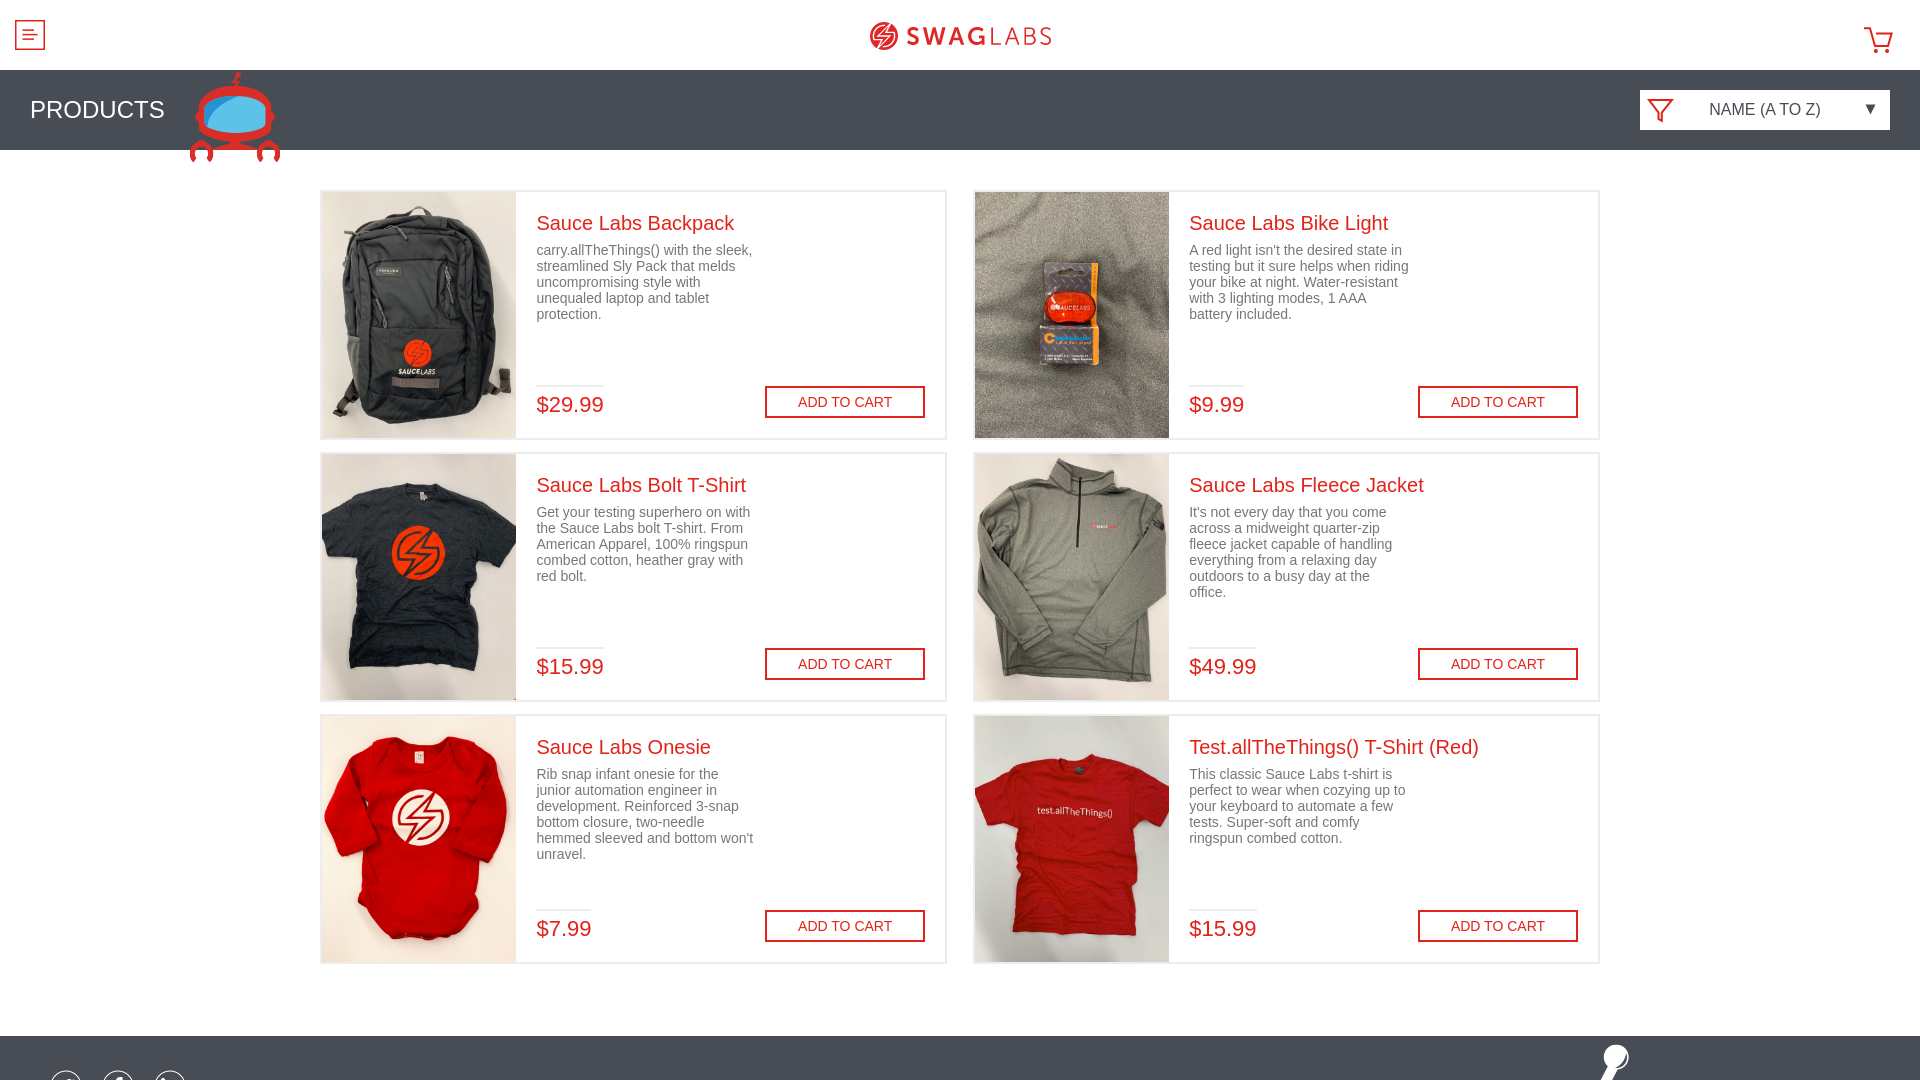 SWAGLABS
PRODUCTS
NAME (A TO Z)
Sauce Labs Backpack
carry.allTheThings() with the sleek,
streamlined Sly Pack that melds
uncompromising style with
unequaled laptop and tablet
protection.
$29.99
ADD TO CART
SAUCELABS
Sauce Labs Bike Light
A red light isn't the desired state in
testing but it sure helps when riding
your bike at night. Water-resistant
with 3 lighting modes, 1 AAA
battery included.
$9.99
ADD TO CART
SAUCELABS
Sauce Labs Bolt T-Shirt
Get your testing superhero on with
the Sauce Labs bolt T-shirt. From
American Apparel, 100% ringspun
combed cotton, heather gray with
red bolt.
$15.99
ADD TO CART
Sauce Labs Fleece Jacket
It's not every day that you come
across a midweight quarter-zip
fleece jacket capable of handling
everything from a relaxing day
outdoors to a busy day at the
office.
$49.99
ADD TO CART
Sauce Labs Onesie
Rib snap infant onesie for the
junior automation engineer in
development. Reinforced 3-snap
bottom closure, two-needle
hemmed sleeved and bottom won't
unravel.
$7.99
ADD TO CART
Test.allTheThings() T-Shirt (Red)
This classic Sauce Labs t-shirt is
perfect to wear when cozying up to
your keyboard to automate a few
tests. Super-soft and comfy
ringspun combed cotton.
$15.99
ADD TO CART
test.allTheThings()